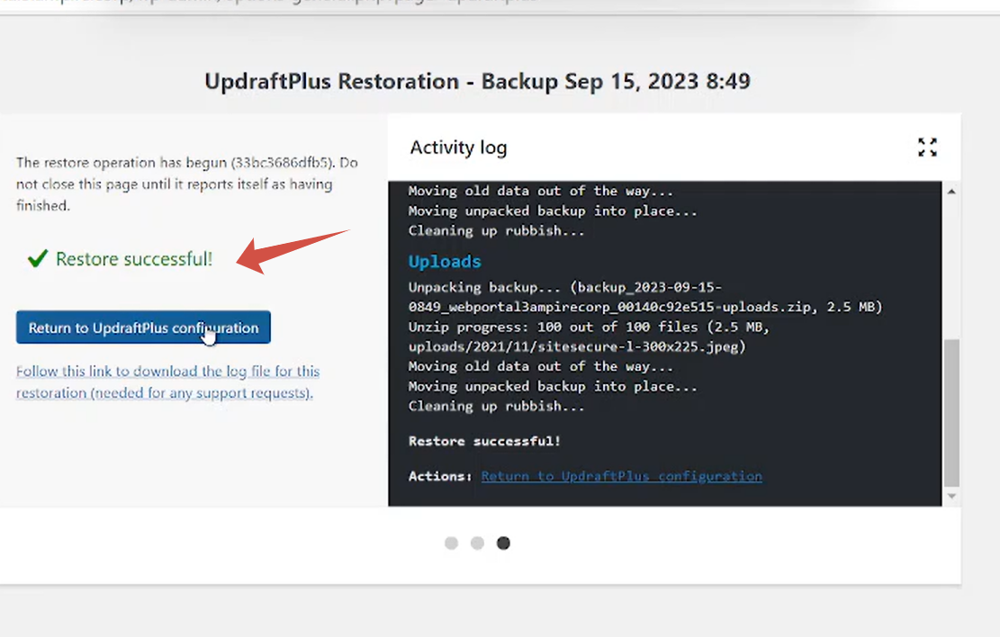 UpdraftPlus Restoration - Backup Sep 15, 2023 8:49
The restore operation has begun (33bc3686dfb5). Do
not close this page until it reports itself as having
finished.
Restore successful!
Return to UpdraftPlus configuration
Follow this link to download the log file for this
restoration (needed for any support requests).
Activity log
Moving old data out of the way...
Moving unpacked backup into place...
Cleaning up rubbish...
Uploads
Unpacking backup... (backup_2023-09-15-
0849_webportal3ampirecorp_00140c92e515-uploads.zip, 2.5 MB)
Unzip progress: 100 out of 100 files (2.5 MB,
uploads/2021/11/sitesecure-l-300x225.jpeg)
Moving old data out of the way...
Moving unpacked backup into place...
Cleaning up rubbish...
Restore successful!
Actions: Return to UpdraftPlus configuration